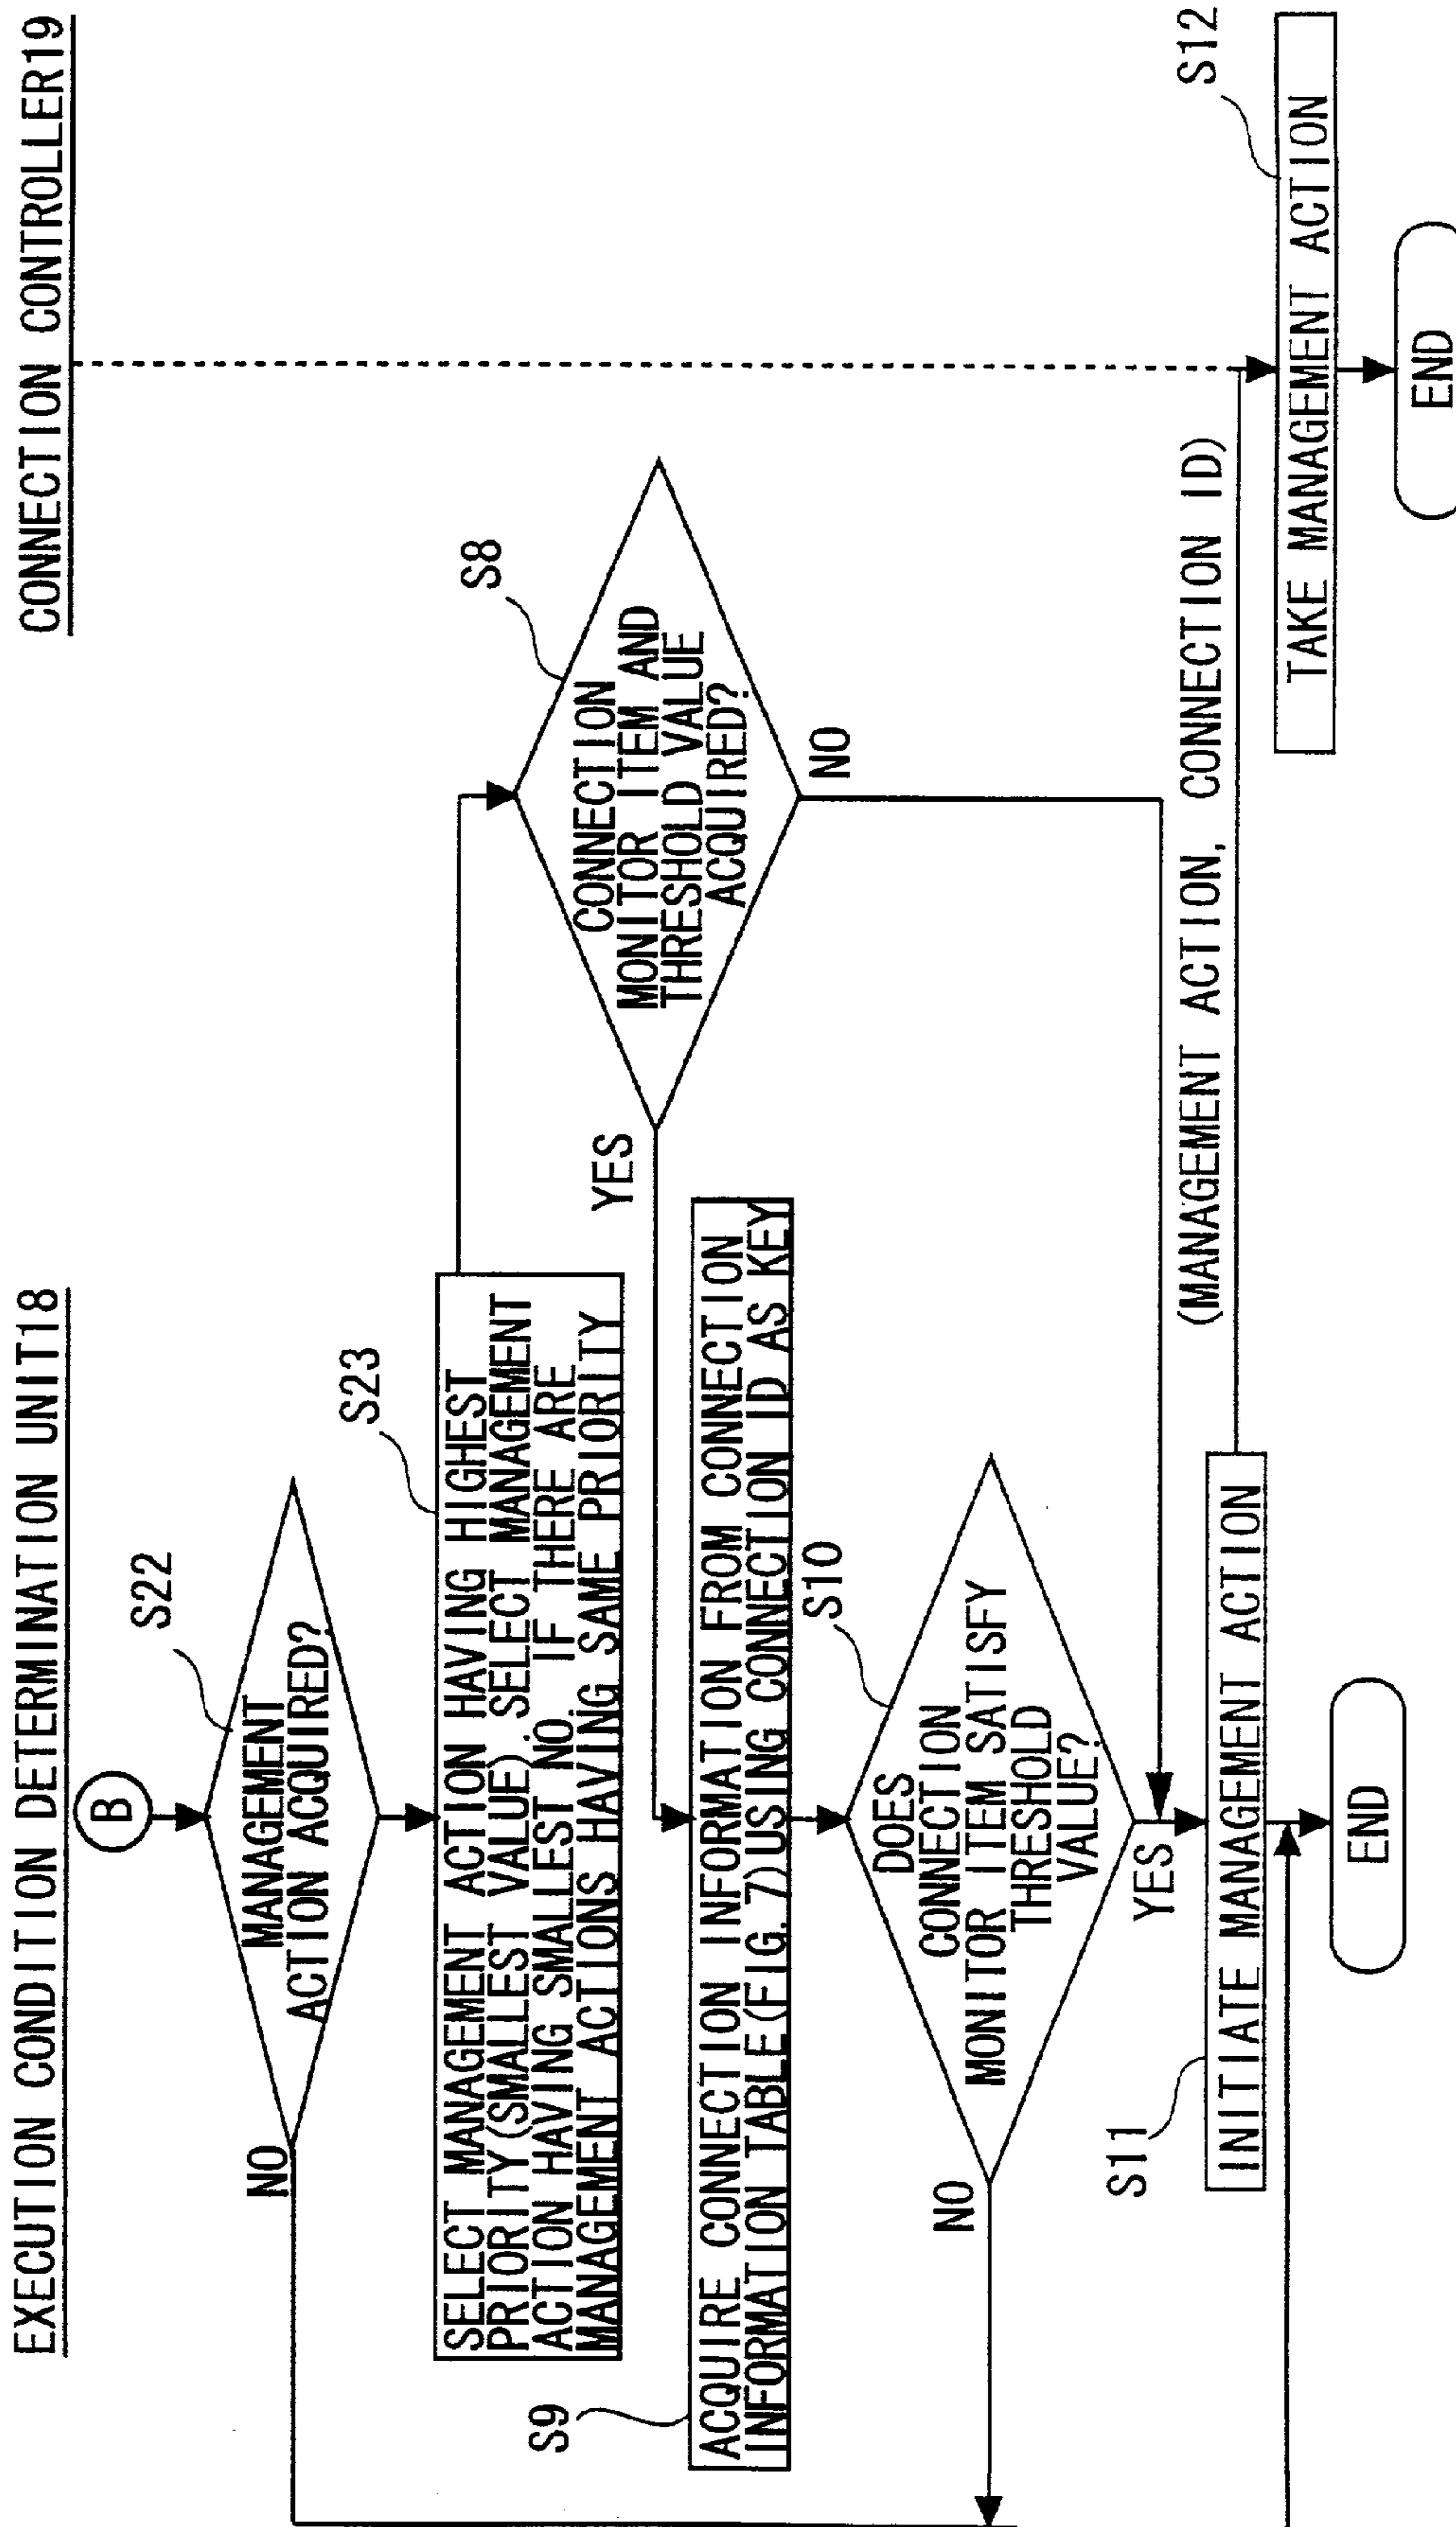 EXECUTION CONDITION DETERMINATION UNIT18
CONNECTION CONTROLLER19
B
S22
MANAGEMENT
ACTION ACQUIRED?
NO
S23
SELECT MANAGEMENT ACTION HAVING HIGHEST
PRIORITY(SMALLEST VALUE). SELECT MANAGEMENT
ACTION HAVING SMALLEST NO. IF THERE ARE
MANAGEMENT ACTIONS HAVING SAME PRIORITY
S8
CONNECTION
MONITOR ITEM AND
THRESHOLD VALUE
ACQUIRED?
YES
NO
S9
ACQUIRE CONNECTION INFORMATION FROM CONNECTION
INFORMATION TABLE(FIG. 7)USING CONNECTION ID AS KEY
S10
DOES
CONNECTION
MONITOR ITEM SATISFY
THRESHOLD
VALUE?
NO
YES
(MANAGEMENT ACTION, CONNECTION ID)
S11
INITIATE MANAGEMENT ACTION
S12
TAKE MANAGEMENT ACTION
END
END